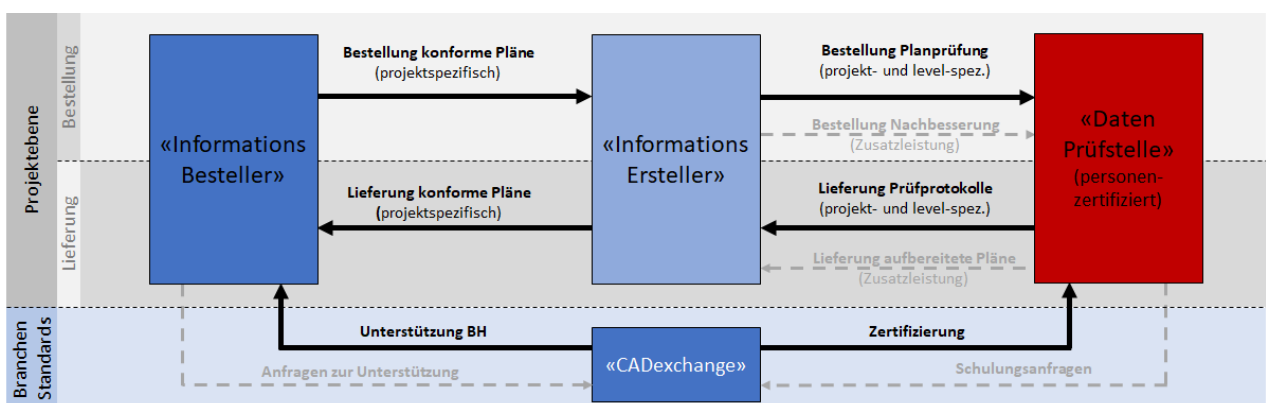 Projektebene
Bestellung
Lieferung
Branchen
Standards
«Informations
Besteller»
Bestellung konforme Pläne
(projektspezifisch)
Lieferung konforme Pläne
(projektspezifisch)
«Informations
Ersteller»
Bestellung Planprüfung
(projekt- und level-spez.)
Bestellung Nachbesserung
(Zusatzleistung)
Lieferung Prüfprotokolle
(projekt- und level-spez.)
Lieferung aufbereitete Pläne
(Zusatzleistung)
«Daten
Prüfstelle»
(personen-
zertifiziert)
Unterstützung BH
Anfragen zur Unterstützung
«CADexchange»
Zertifizierung
Schulungsanfragen